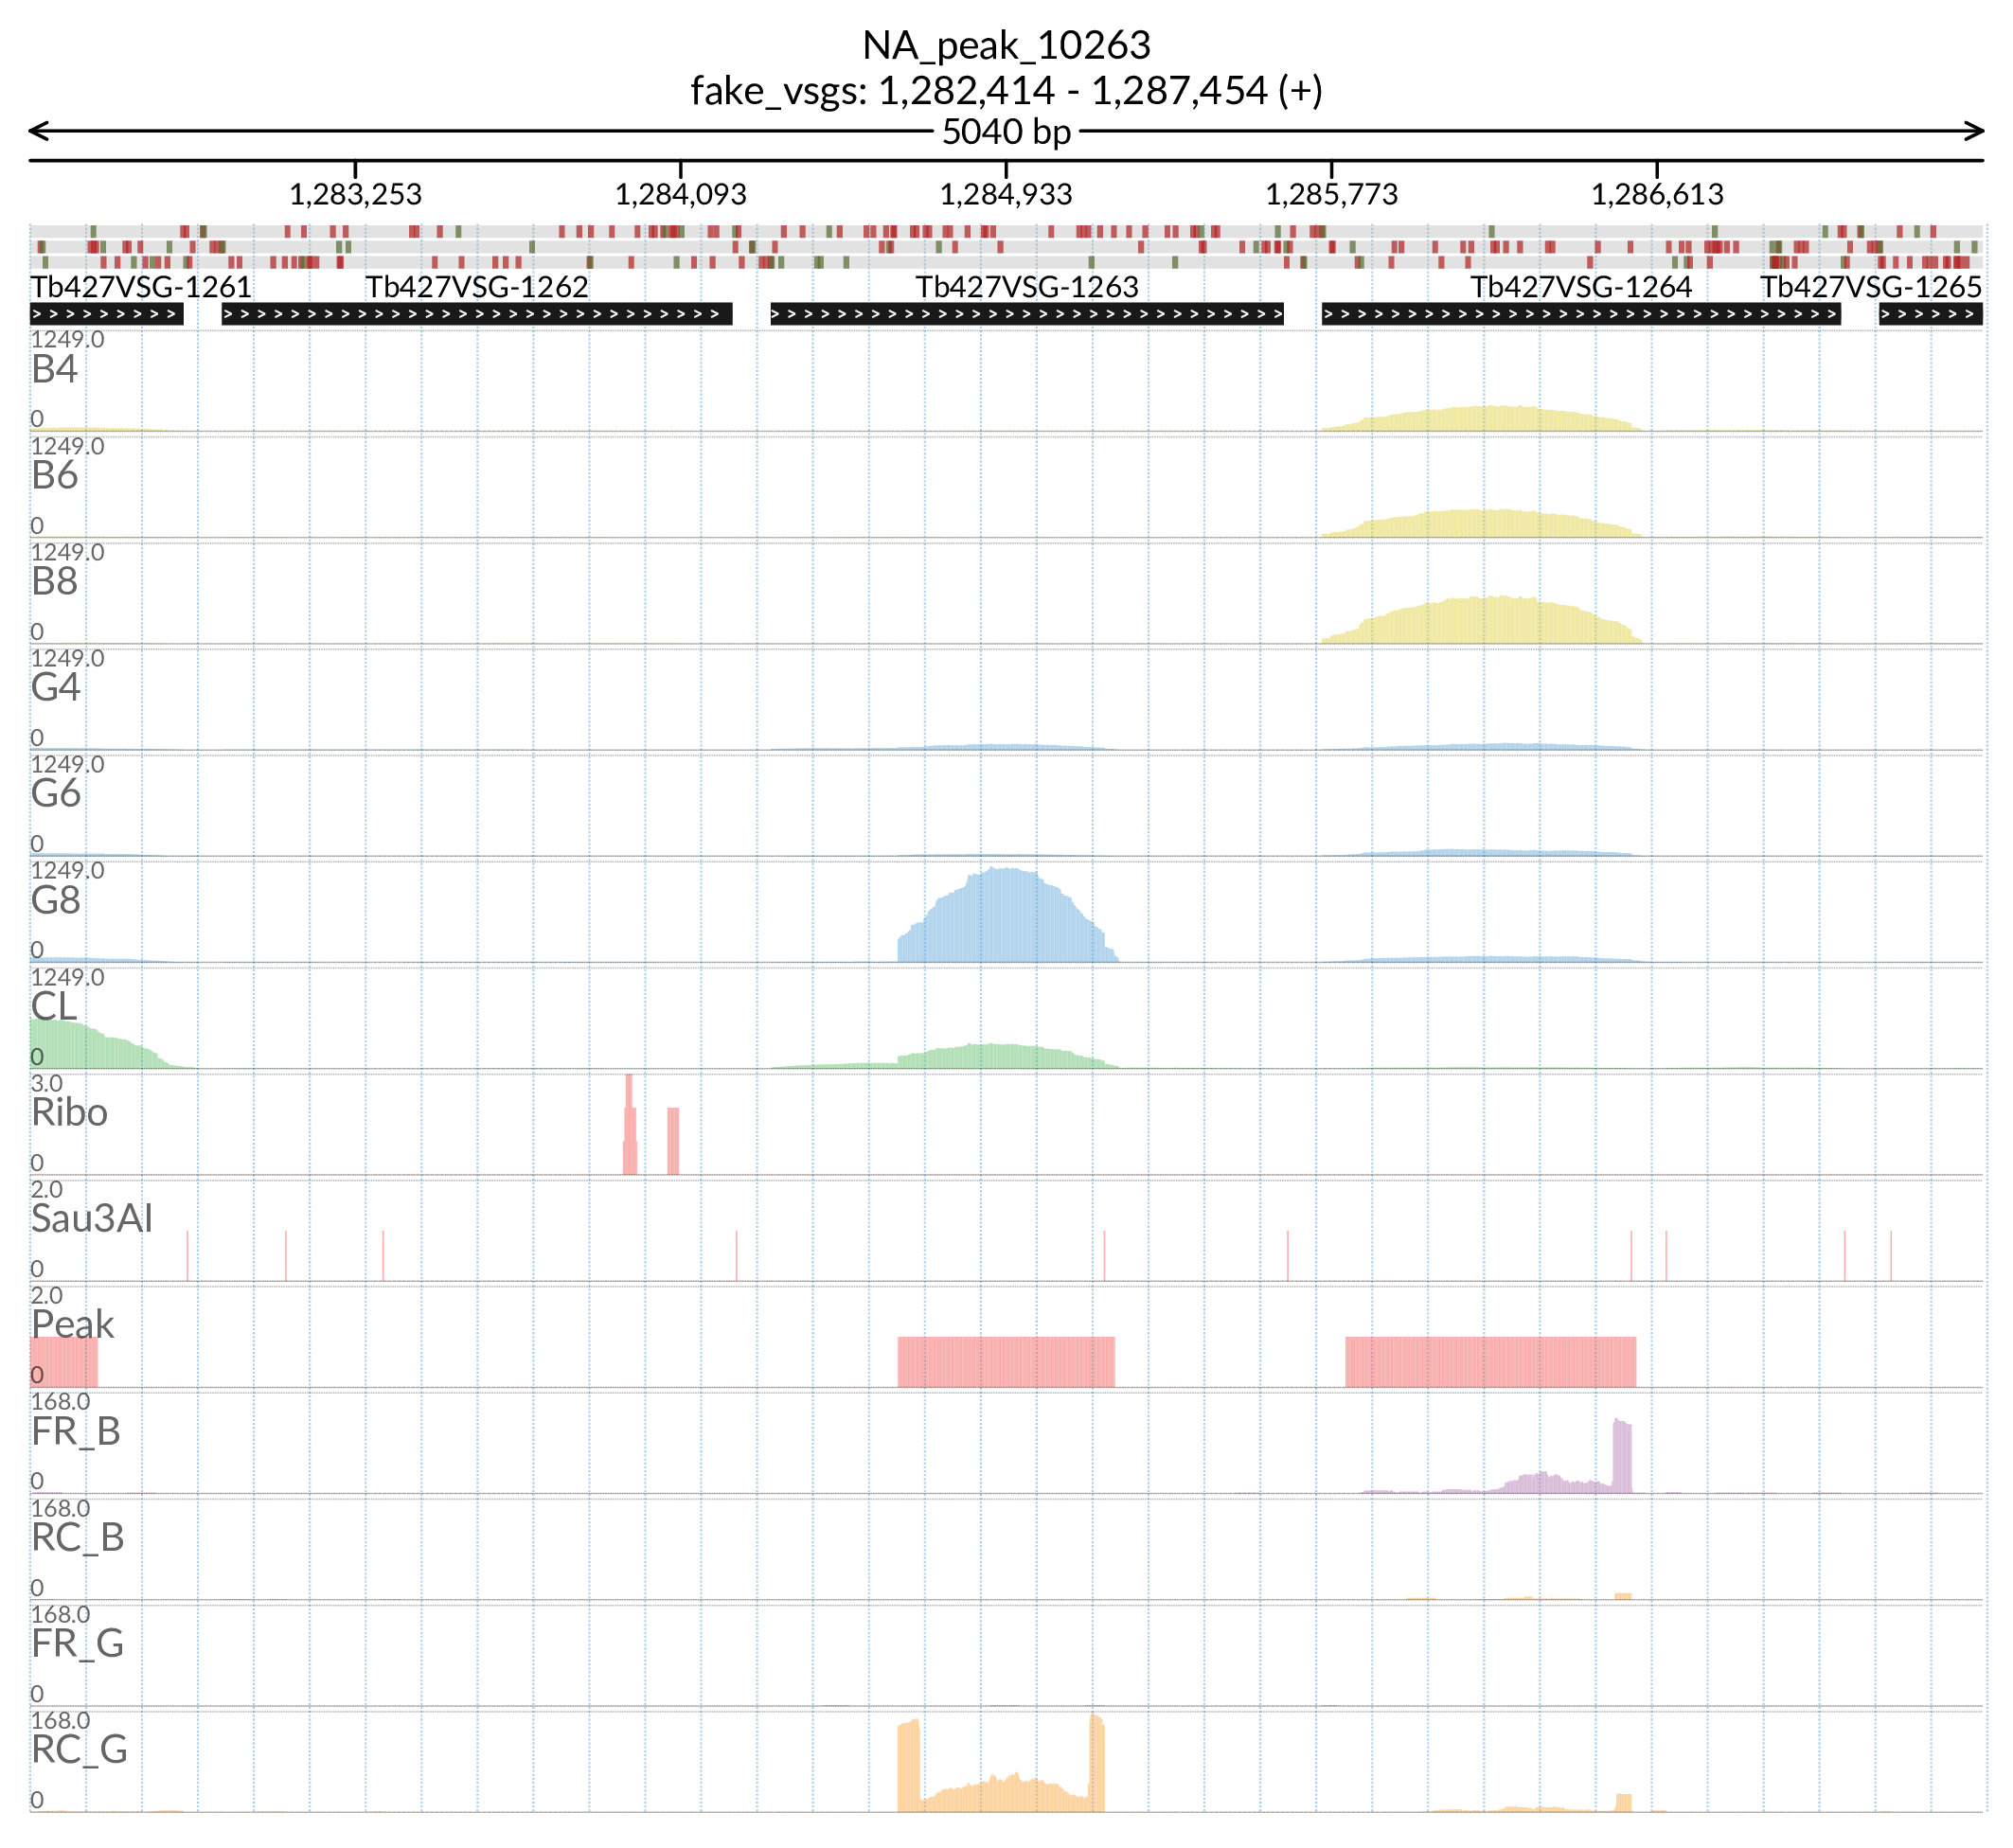 NA_peak_10263
fake_vsgs: 1,282,414 - 1,287,454 (+)
5040 bp
1,283,253 1,284,093 1,284,933 1,285,773 1,286,613
Tb427VSG-1261 Tb427VSG-1262 Tb427VSG-1263 Tb427VSG-1264 Tb427VSG-1265
1249.0
B4
0
1249.0
B6
0
1249.0
B8
0
1249.0
G4
0
1249.0
G6
0
1249.0
G8
0
1249.0
CL
0
3.0
Ribo
0
2.0
Sau3AI
0
2.0
Peak
0
168.0
FR_B
0
168.0
RC_B
0
168.0
FR_G
0
168.0
RC_G
0